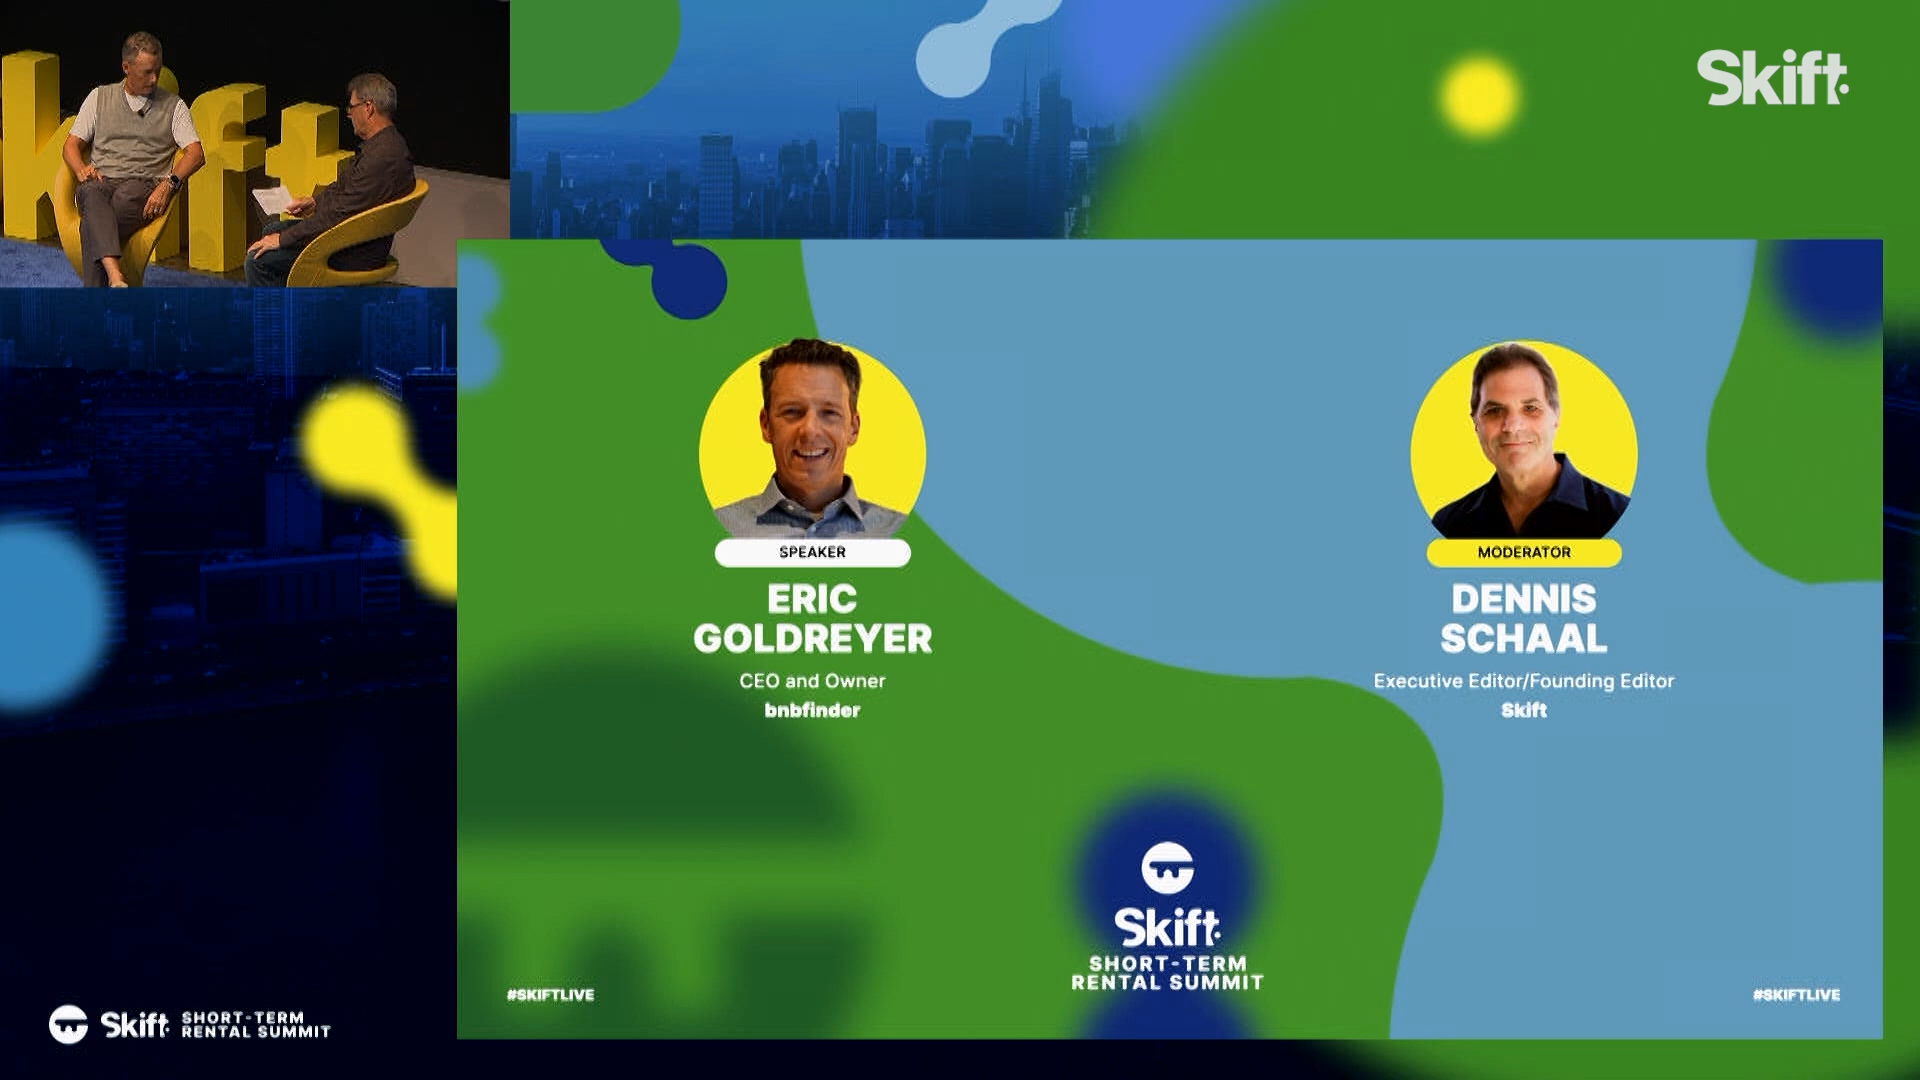 kift
Skift
SPEAKER
ERIC
GOLDREYER
CEO and Owner
bnbfinder
MODERATOR
DENNIS
SCHAAL
Executive Editor/Founding Editor
Skift
Skift
SHORT-TERM
RENTAL SUMMIT
#SKIFTLIVE
#SKIFTLIVE
Skift
SHORT-TERM
RENTAL SUMMIT